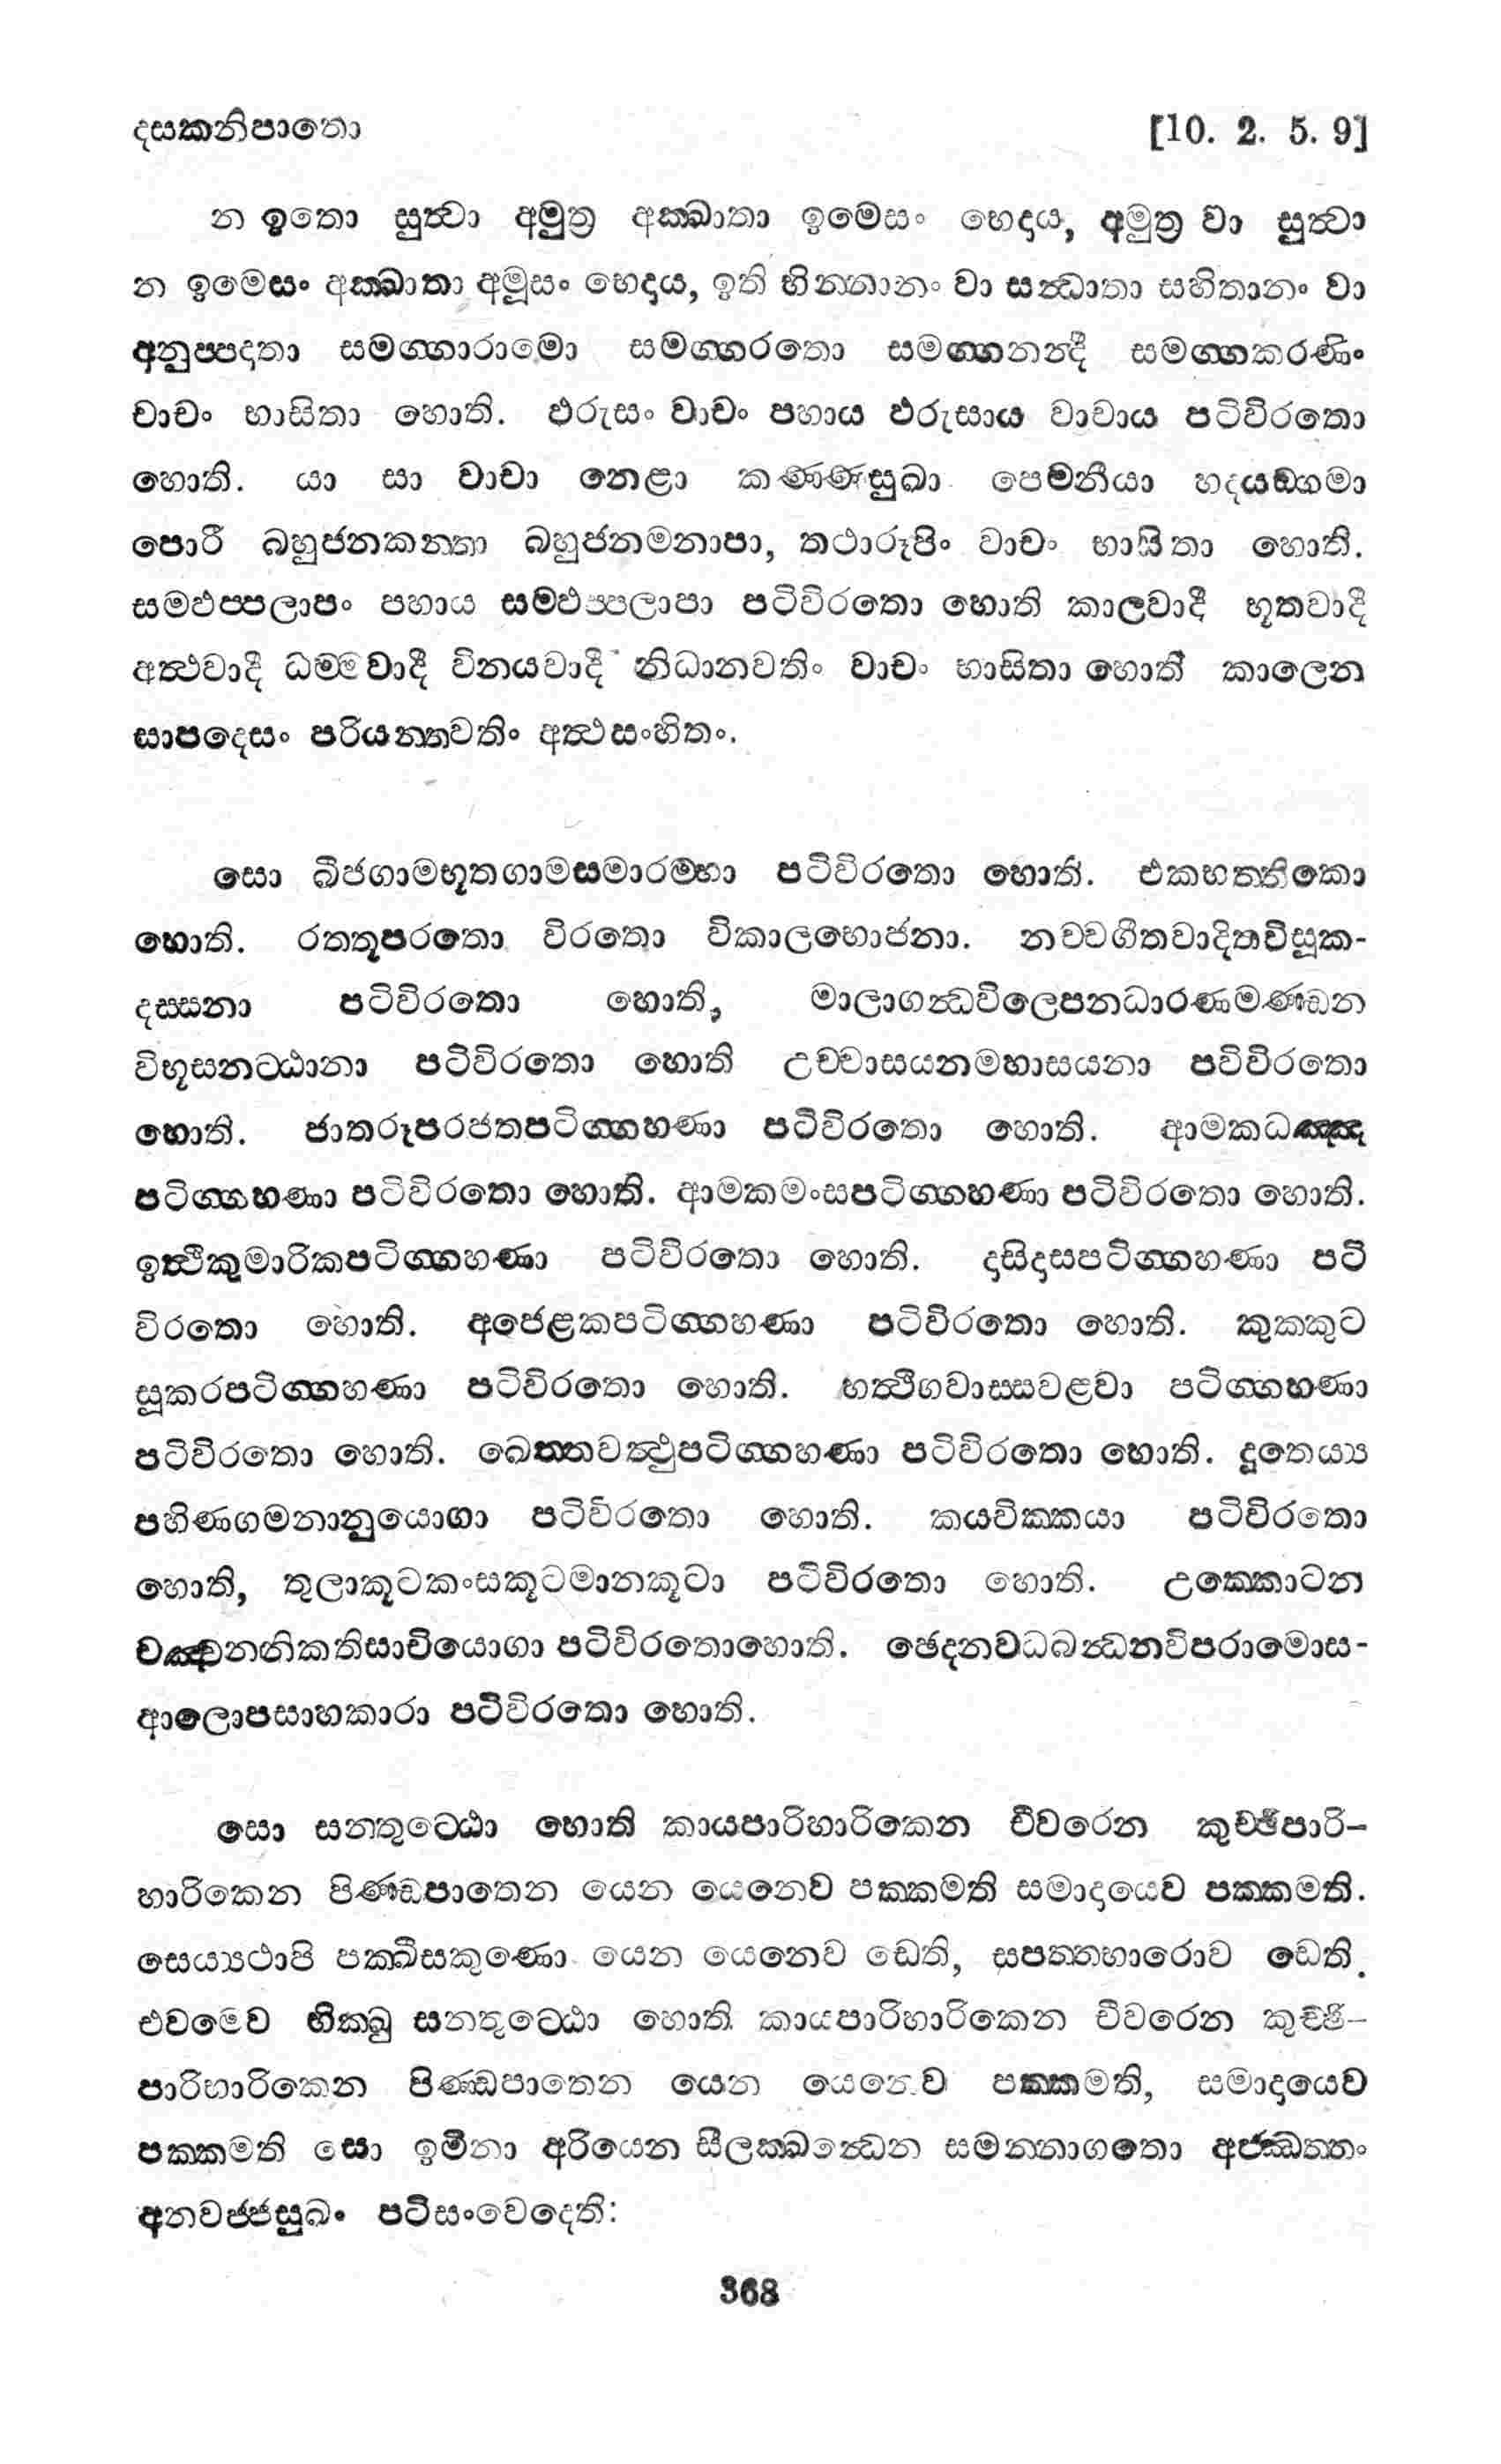 දසකනිපාතො [10. 2. 5. 9]
න ඉතො සුත්වා අමුත්‍ර අක්ඛාතා ඉමෙසං භෙදාය, අමුත්‍ර වා සුත්වා
න ඉමෙසං අක්ඛාතා අමූසං භෙදාය, ඉති භින්නානං වා සන්ධාතා සහිතානං වා
අනුප්පදාතා සමග්ගාරාමො සමග්ගරතො සමග්ගනන්දී සමග්ගකරණිං
වාචං භාසිතා හොති. ඵරුසං වාචං පහාය ඵරුසාය වාචාය පටිවිරතො
හොති. යා සා වාචා නෙළා කණ්ණසුඛා පෙමනීයා හදයඞ්ගමා
පොරී බහුජනකන්තා බහුජනමනාපා, තථාරූපිං වාචං භාසිතා හොති.
සම්ඵප්පලාපං පහාය සම්ඵප්පලාපා පටිවිරතො හොති කාලවාදී භූතවාදී
අත්ථවාදී ධම්මවාදී විනයවාදී නිධානවතිං වාචං භාසිතා හොති කාලෙන
සාපදෙසං පරියන්තවතිං අත්ථසංහිතං.
සො බීජගාමභූතගාමසමාරම්භා පටිවිරතො හොති. එකභත්තිකො
හොති. රත්තූපරතො විරතො විකාලභොජනා. නච්චගීතවාදිතවිසූක-
දස්සනා පටිවිරතො හොති, මාලාගන්ධවිලෙපනධාරණමණ්ඩන
විභූසනට්ඨානා පටිවිරතො හොති උච්චාසයනමහාසයනා පවිවිරතො
හොති. ජාතරූපරජතපටිග්ගහණා පටිවිරතො හොති. ආමකධඤ්ඤ
පටිග්ගහණා පටිවිරතො හොති. ආමකමංසපටිග්ගහණා පටිවිරතො හොති.
ඉත්ථිකුමාරිකපටිග්ගහණා පටිවිරතො හොති. දාසිදාසපටිග්ගහණා පටි
විරතො හොති. අජෙළකපටිග්ගහණා පටිවිරතො හොති. කුක්කුට
සූකරපටිග්ගහණා පටිවිරතො හොති. හත්ථිගවාස්සවළවා පටිග්ගහණා
පටිවිරතො හොති. ඛෙත්තවත්ථුපටිග්ගහණා පටිවිරතො හොති. දූතෙය්‍ය
පහිණගමනානුයොගා පටිවිරතො හොති. කයවික්කයා පටිවිරතො
හොති, තුලාකූටකංසකූටමානකූටා පටිවිරතො හොති. උක්කොටන
වඤ්චනනිකතිසාචියොගා පටිවිරතොහොති. ඡෙදනවධබන්ධනවිපරාමොස-
ආලොපසාහකාරා පටිවිරතො හොති.
සො සන්තුට්ඨො හොති කායපාරිහාරිකෙන චීවරෙන කුච්ඡිපාරි-
හාරිකෙන පිණ්ඩපාතෙන යෙන යෙනෙව පක්කමති සමාදායෙව පක්කමති.
සෙය්‍යථාපි පක්ඛීසකුණො යෙන යෙනෙව ඩෙති, සපත්තභාරොව ඩෙති.
එවමෙව භික්ඛු සන්තුට්ඨො හොති කායපාරිහාරිකෙන චීවරෙන කුච්ඡි-
පාරිහාරිකෙන පිණ්ඩපාතෙන යෙන යෙනෙව පක්කමති, සමාදායෙව
පක්කමති සො ඉමිනා අරියෙන සීලක්ඛන්ධෙන සමන්නාගතො අජ්ඣත්තං
අනවජ්ජසුඛං පටිසංවෙදෙති:
368